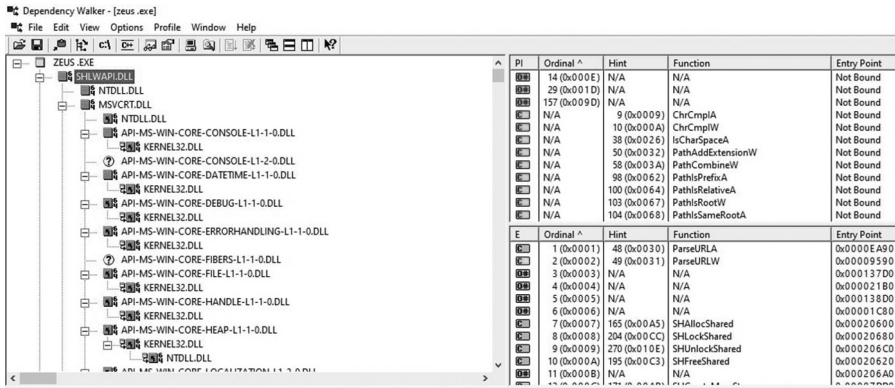 Dependency Walker - [zeus .exe]
File Edit View Options Profile Window Help
ZEUS .EXE
SHLWAPI.DLL
NTDLL.DLL
MSVCRT.DLL
NTDLL.DLL
API-MS-WIN-CORE-CONSOLE-L1-1-0.DLL
KERNEL32.DLL
API-MS-WIN-CORE-CONSOLE-L1-2-0.DLL
API-MS-WIN-CORE-DATETIME-L1-1-0.DLL
KERNEL32.DLL
API-MS-WIN-CORE-DEBUG-L1-1-0.DLL
KERNEL32.DLL
API-MS-WIN-CORE-ERRORHANDLING-L1-1-0.DLL
KERNEL32.DLL
API-MS-WIN-CORE-FIBERS-L1-1-0.DLL
API-MS-WIN-CORE-FILE-L1-1-0.DLL
KERNEL32.DLL
API-MS-WIN-CORE-HANDLE-L1-1-0.DLL
KERNEL32.DLL
API-MS-WIN-CORE-HEAP-L1-1-0.DLL
KERNEL32.DLL
NTDLL.DLL
PI Ordinal ^ Hint Function Entry Point
14 (0x000E) N/A N/A Not Bound
29 (0x001D) N/A N/A Not Bound
157 (0x009D) N/A N/A Not Bound
N/A 9 (0x0009) ChrCmpIA Not Bound
N/A 10 (0x000A) ChrCmpIW Not Bound
N/A 38 (0x0026) IsCharSpaceA Not Bound
N/A 50 (0x0032) PathAddExtensionW Not Bound
N/A 58 (0x003A) PathCombineW Not Bound
N/A 98 (0x0062) PathIsPrefixA Not Bound
N/A 100 (0x0064) PathIsRelativeA Not Bound
N/A 103 (0x0067) PathIsRootW Not Bound
N/A 104 (0x0068) PathIsSameRootA Not Bound
E Ordinal ^ Hint Function Entry Point
1 (0x0001) 48 (0x0030) ParseURLA 0x0000EA90
2 (0x0002) 49 (0x0031) ParseURLW 0x00009590
3 (0x0003) N/A N/A 0x000137D0
4 (0x0004) N/A N/A 0x000021B0
5 (0x0005) N/A N/A 0x000138D0
6 (0x0006) N/A N/A 0x00001C80
7 (0x0007) 165 (0x00A5) SHAllocShared 0x00020600
8 (0x0008) 204 (0x00CC) SHLockShared 0x00020680
9 (0x0009) 270 (0x010E) SHUnlockShared 0x000206C0
10 (0x000A) 195 (0x00C3) SHFreeShared 0x00020620
11 (0x000B) N/A N/A 0x000206A0